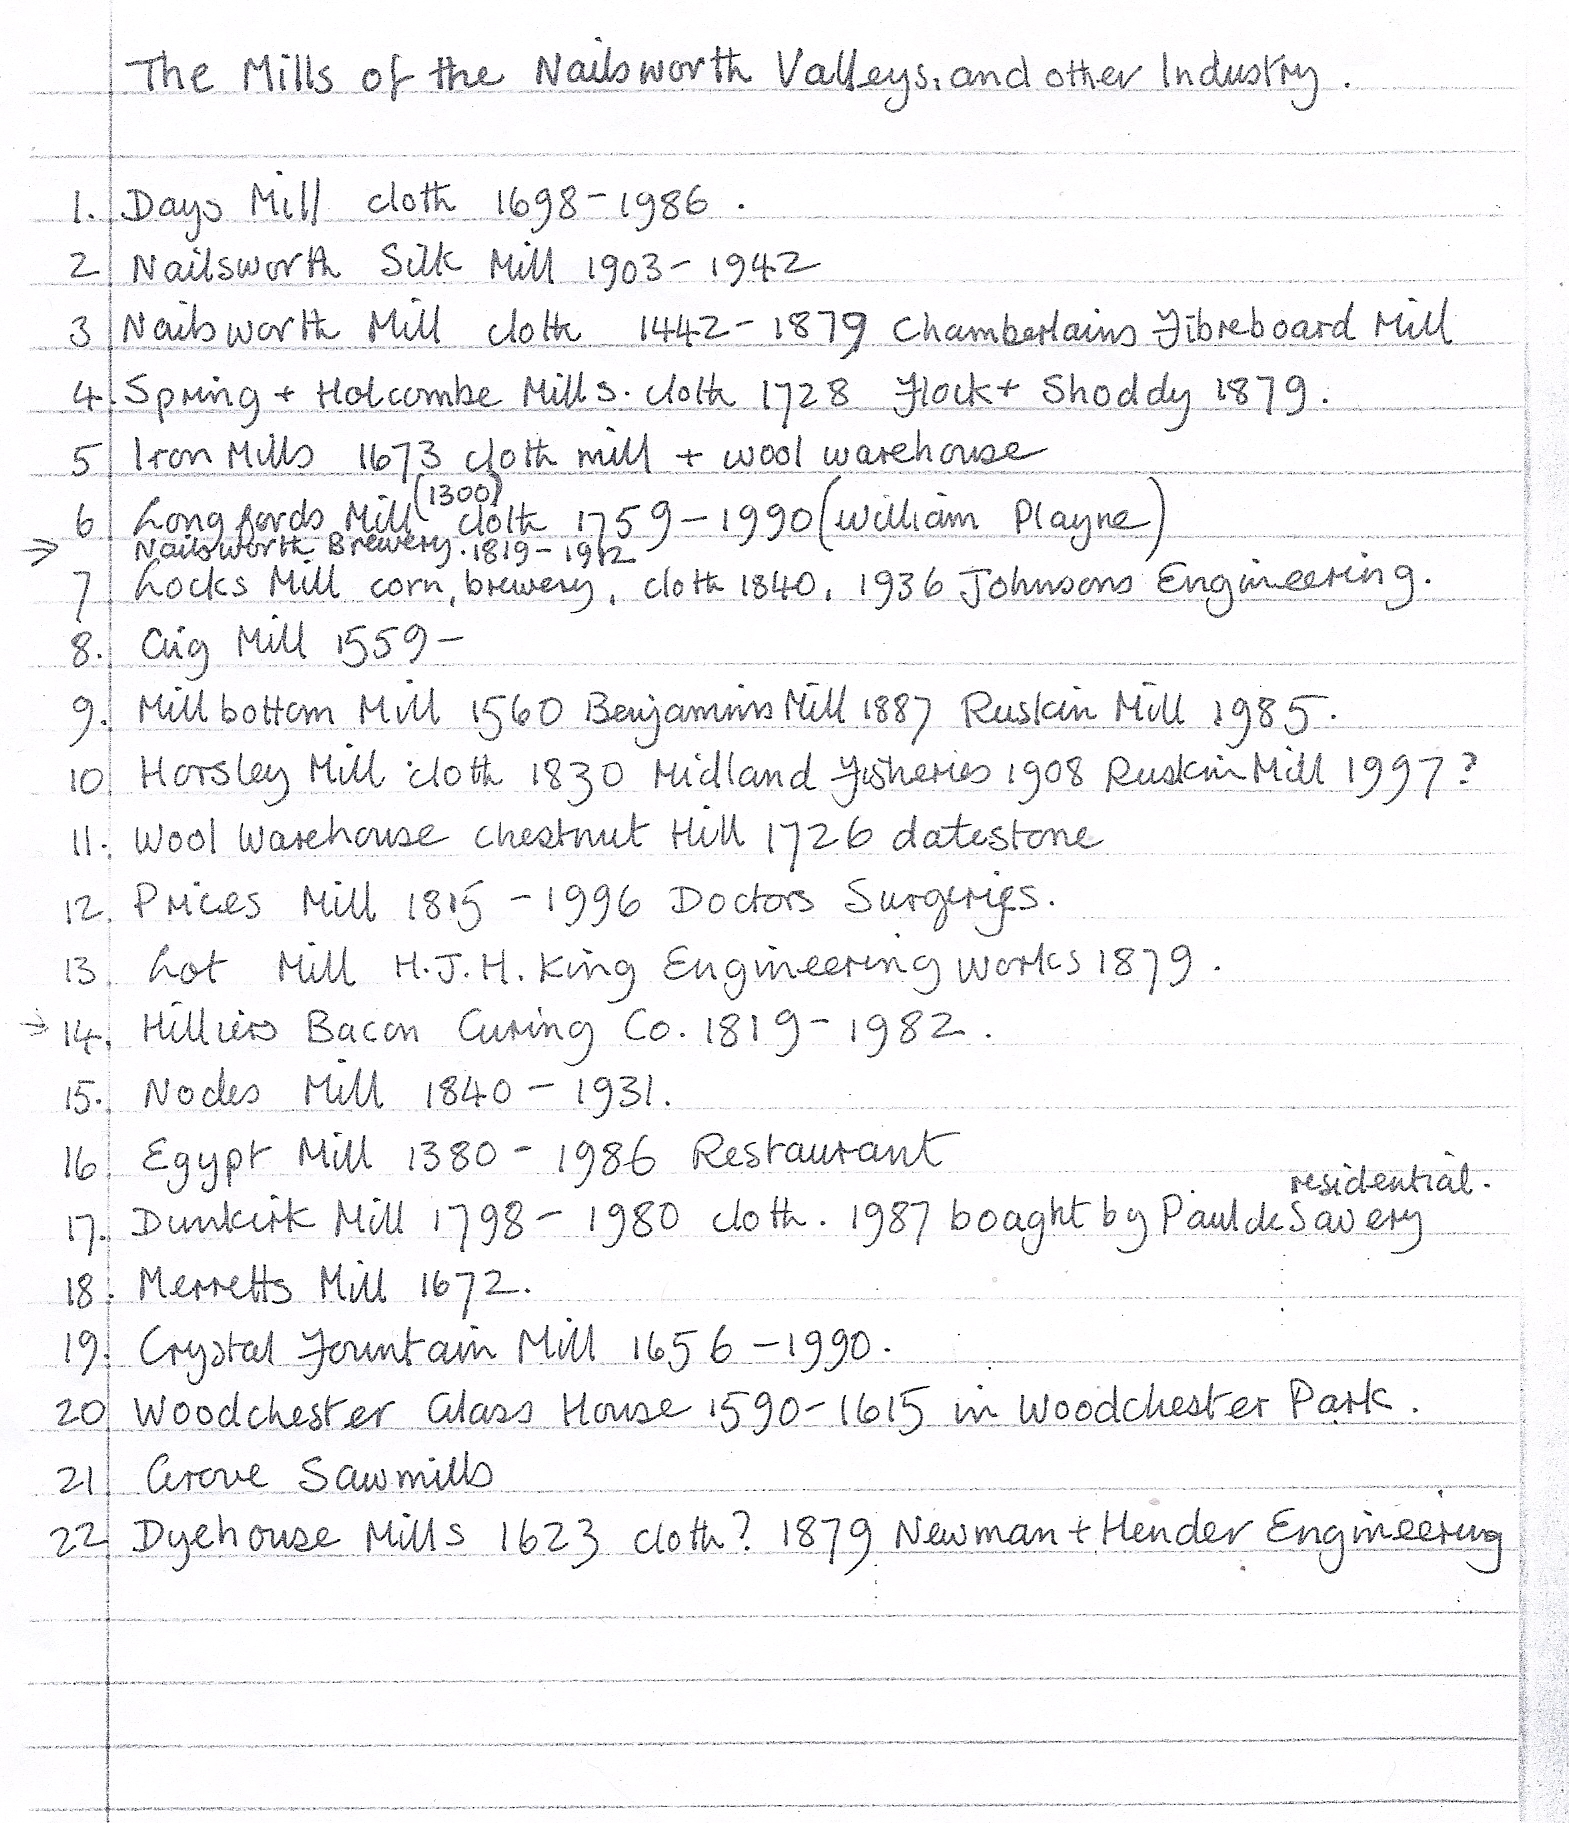 The Mills of the Nailsworth Valleys. and other Industry.
1. Days Mill cloth 1698-1986.
2 Nailsworth Silk Mill 1903-1942
3 Nailsworth Mill cloth 1442-1879 Chamberlains Fibreboard Mill
4. Spring + Holcombe Mills. cloth 1728 Flock + Shoddy 1879.
5 Iron Mills 1673 cloth mill + wool warehouse
6 Longfords Mill (1300) cloth 1759-1990 (William Playne)
→ Nailsworth Brewery. 1819-1912
7 Locks Mill corn, brewery, cloth 1840, 1936 Johnsons Engineering.
8. Gig Mill 1559-
9. Millbottom Mill 1560 Benjamins Mill 1887 Ruskin Mill 1985.
10 Horsley Mill cloth 1830 Midland Fisheries 1908 Ruskin Mill 1997?
11. Wool Warehouse Chestnut Hill 1726 datestone
12. Prices Mill 1815 - 1996 Doctors Surgeries.
13. Lot Mill H.J.H. King Engineering Works 1879.
→ 14. Hilliers Bacon Curing Co. 1819-1982.
15. Nodes Mill 1840-1931.
16 Egypt Mill 1380-1986 Restaurant
residential.
17. Dunkirk Mill 1798-1980 cloth. 1987 boaght by Paul de Savery
18. Merretts Mill 1672.
19. Crystal Fountain Mill 1656-1990.
20 Woodchester Glass House 1590-1615 in Woodchester Park.
21 Grove Sawmills
22 Dyehouse Mills 1623 cloth? 1879 Newman + Hender Engineering